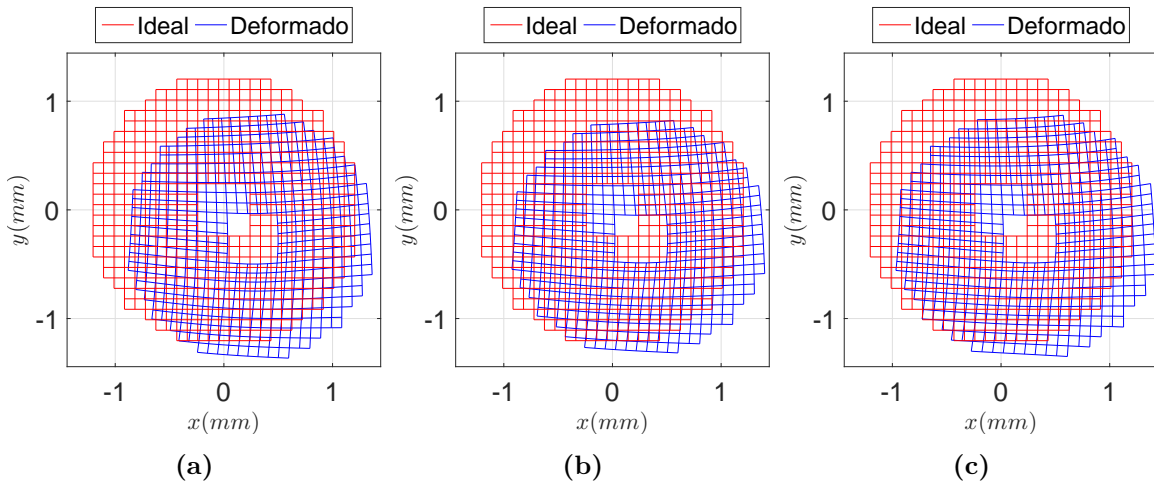 Ideal Deformado
1
0
-1
y(mm)
-1 0 1
x(mm)
(a)
Ideal Deformado
1
0
-1
y(mm)
-1 0 1
x(mm)
(b)
Ideal Deformado
1
0
-1
y(mm)
-1 0 1
x(mm)
(c)